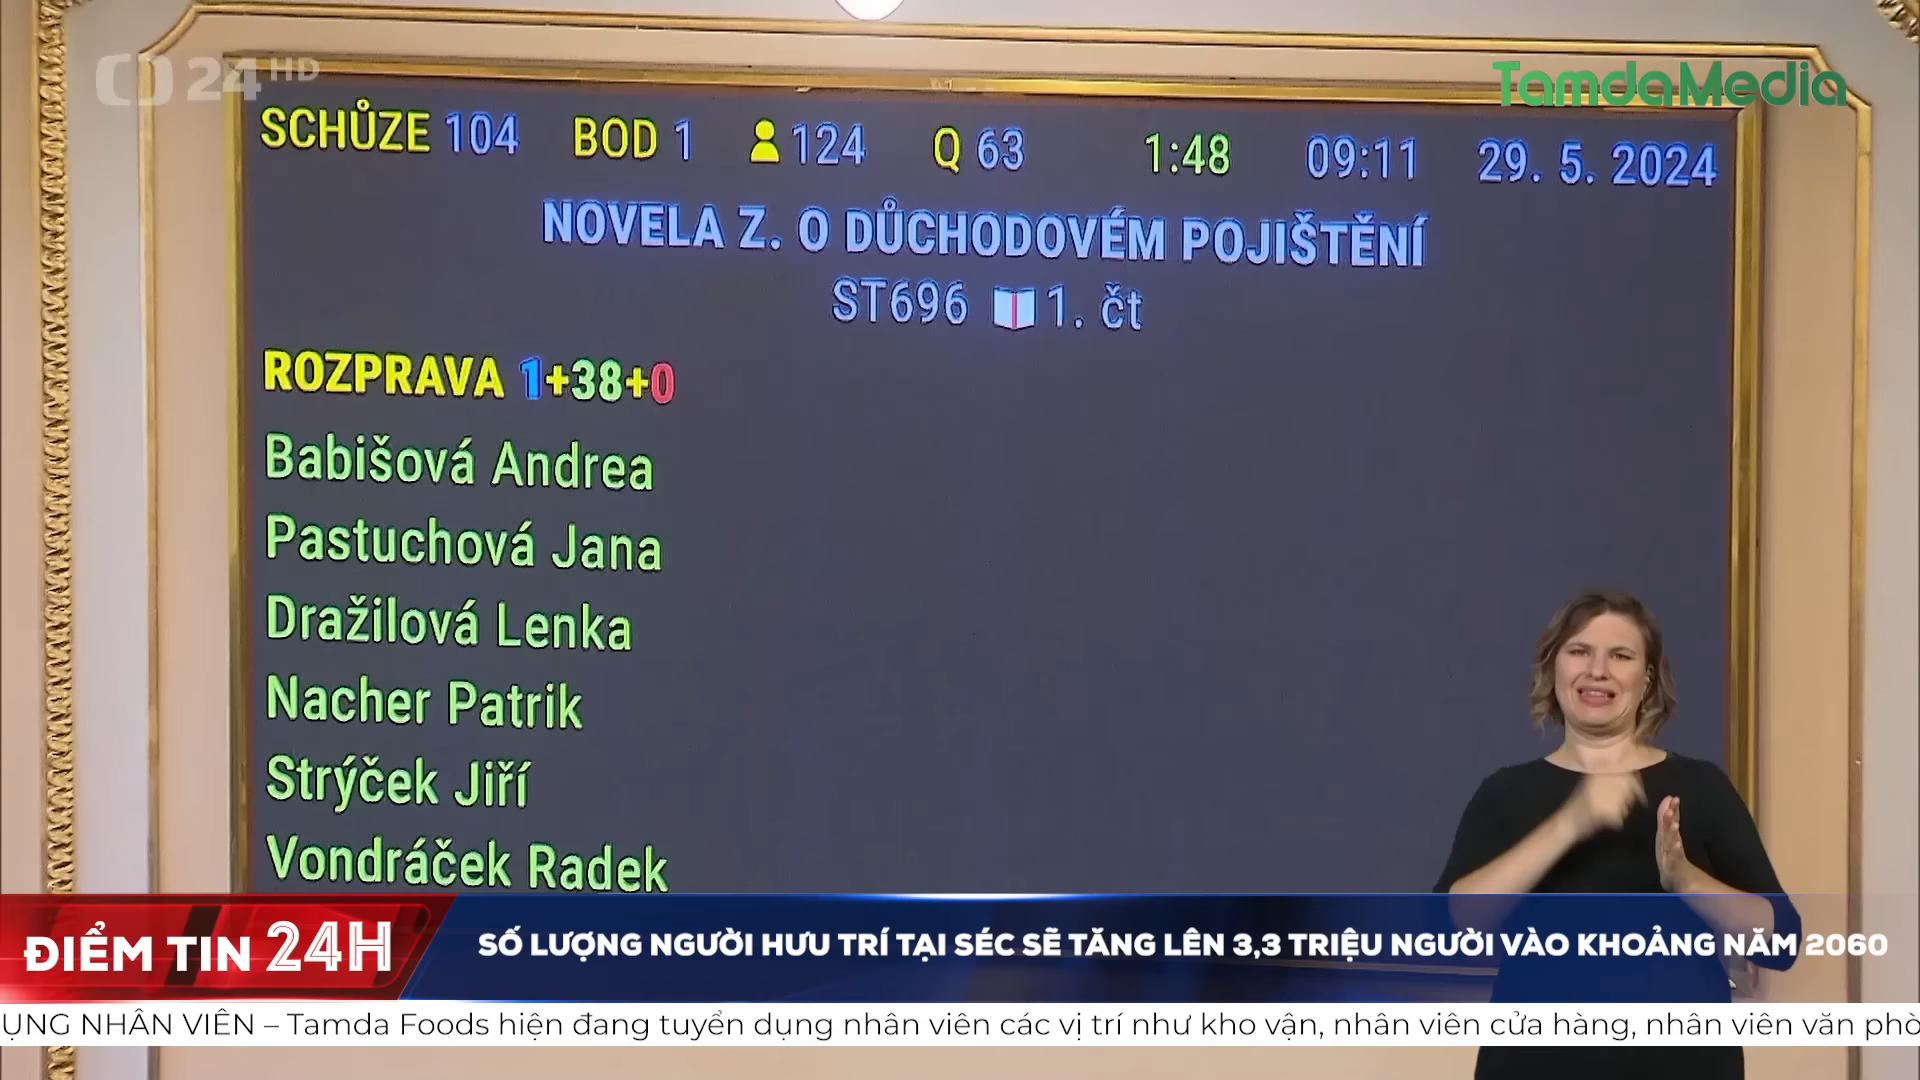 ČT 24 HD
TamdaMedia
SCHŮZE 104 BOD 1 124 Q 63 1:48 09:11 29. 5. 2024
NOVELA Z. O DŮCHODOVÉM POJIŠTĚNÍ
ST696 1. čt
ROZPRAVA 1+38+0
Babišová Andrea
Pastuchová Jana
Dražilová Lenka
Nacher Patrik
Strýček Jiří
Vondráček Radek
ĐIỂM TIN 24H
SỐ LƯỢNG NGƯỜI HƯU TRÍ TẠI SÉC SẼ TĂNG LÊN 3,3 TRIỆU NGƯỜI VÀO KHOẢNG NĂM 2060
ỤNG NHÂN VIÊN – Tamda Foods hiện đang tuyển dụng nhân viên các vị trí như kho vận, nhân viên cửa hàng, nhân viên văn phò